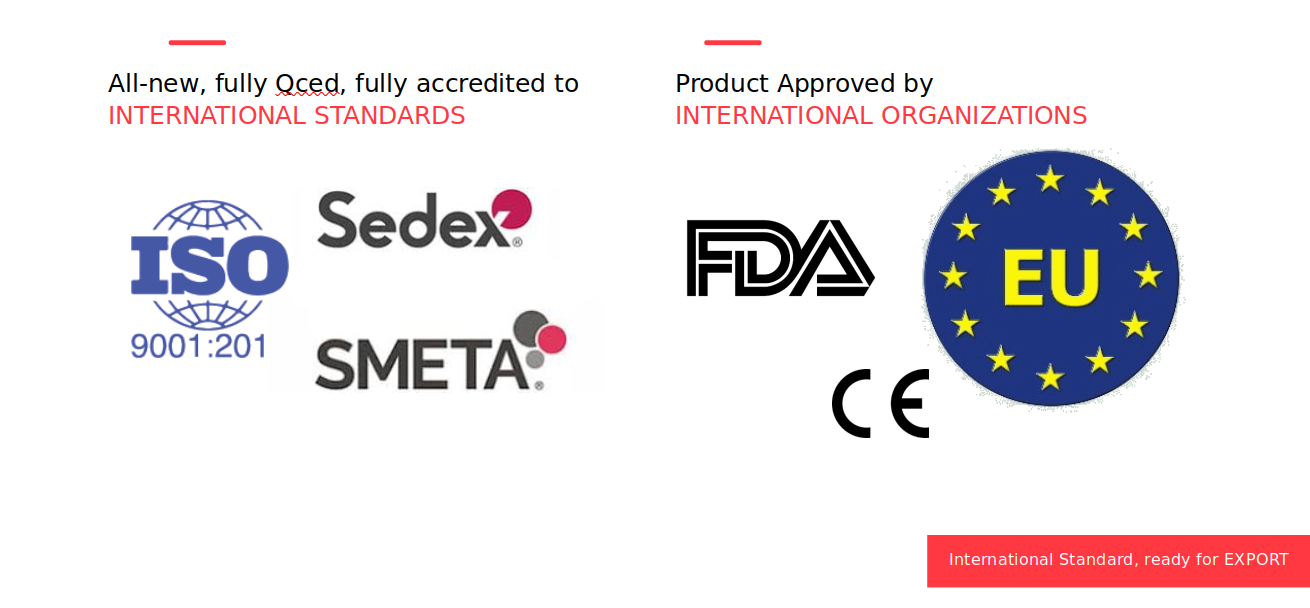 All-new, fully Qced, fully accredited to
INTERNATIONAL STANDARDS
ISO
9001:201
Sedex®
SMETA®
Product Approved by
INTERNATIONAL ORGANIZATIONS
FDA
EU
CE
International Standard, ready for EXPORT